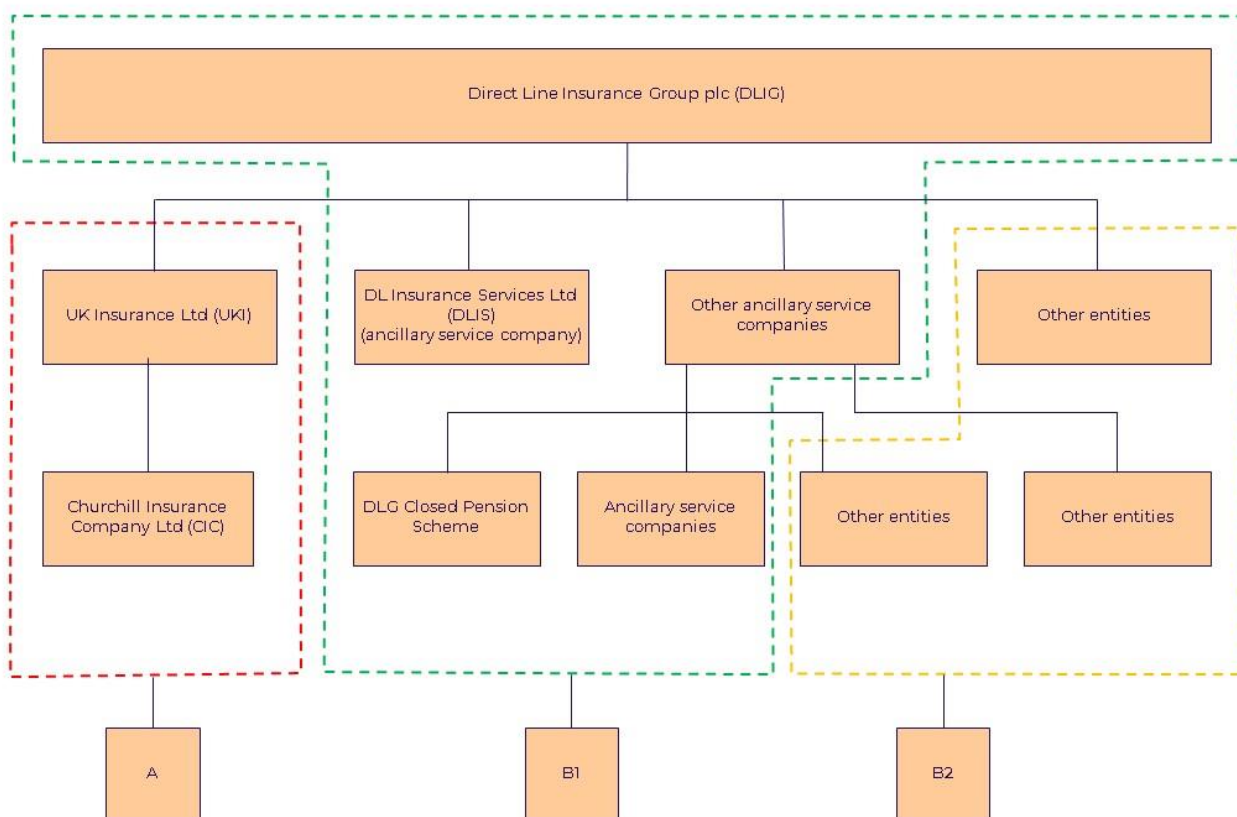 Direct Line Insurance Group plc (DLIG)
UK Insurance Ltd (UKI)
DL Insurance Services Ltd
(DLIS)
(ancillary service company)
Other ancillary service
companies
Other entities
Churchill Insurance
Company Ltd (CIC)
DLG Closed Pension
Scheme
Ancillary service
companies
Other entities
Other entities
A
B1
B2